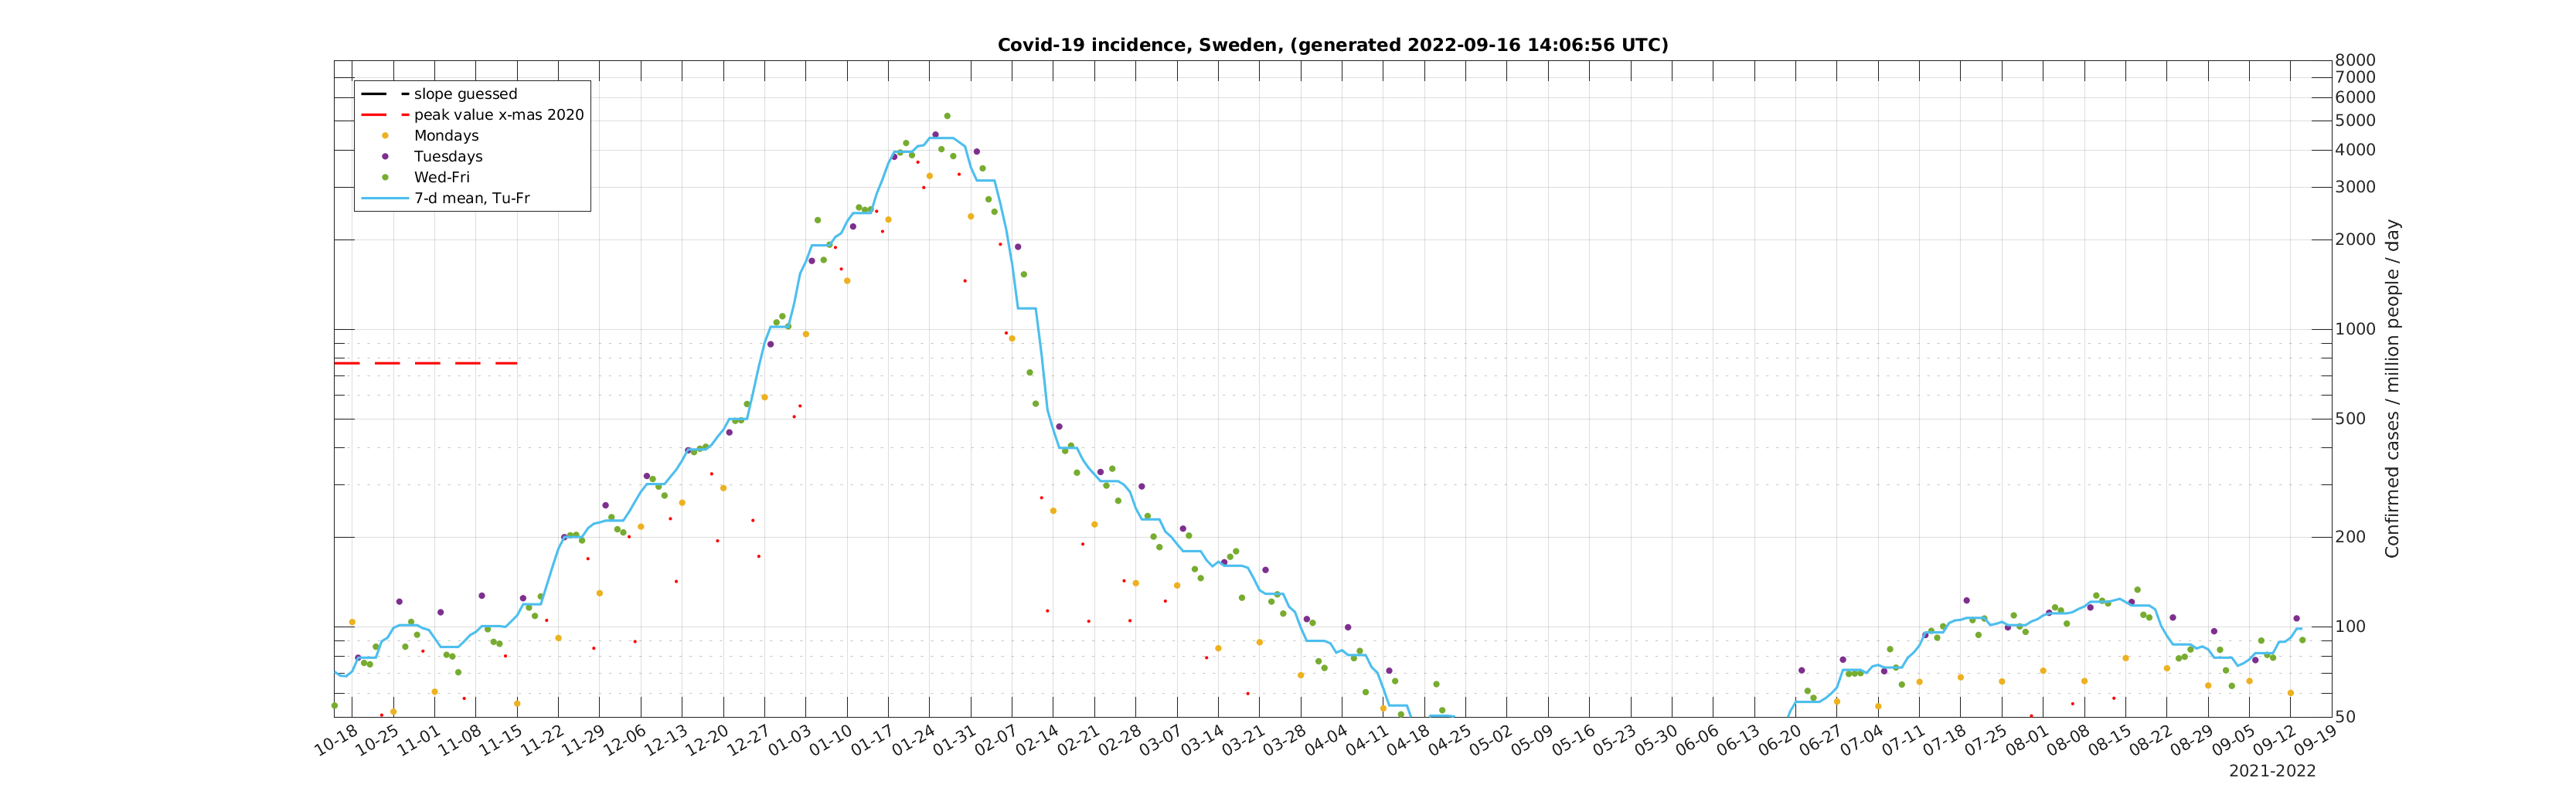 Covid-19 incidence, Sweden, (generated 2022-09-16 14:06:56 UTC)
slope guessed
peak value x-mas 2020
Mondays
Tuesdays
Wed-Fri
7-d mean, Tu-Fr
8000
7000
6000
5000
4000
3000
2000
1000
500
200
100
50
Confirmed cases / million people / day
10-18 10-25 11-01 11-08 11-15 11-22 11-29 12-06 12-13 12-20 12-27 01-03 01-10 01-17 01-24 01-31 02-07 02-14 02-21 02-28 03-07 03-14 03-21 03-28 04-04 04-11 04-18 04-25 05-02 05-09 05-16 05-23 05-30 06-06 06-13 06-20 06-27 07-04 07-11 07-18 07-25 08-01 08-08 08-15 08-22 08-29 09-05 09-12 09-19
2021-2022